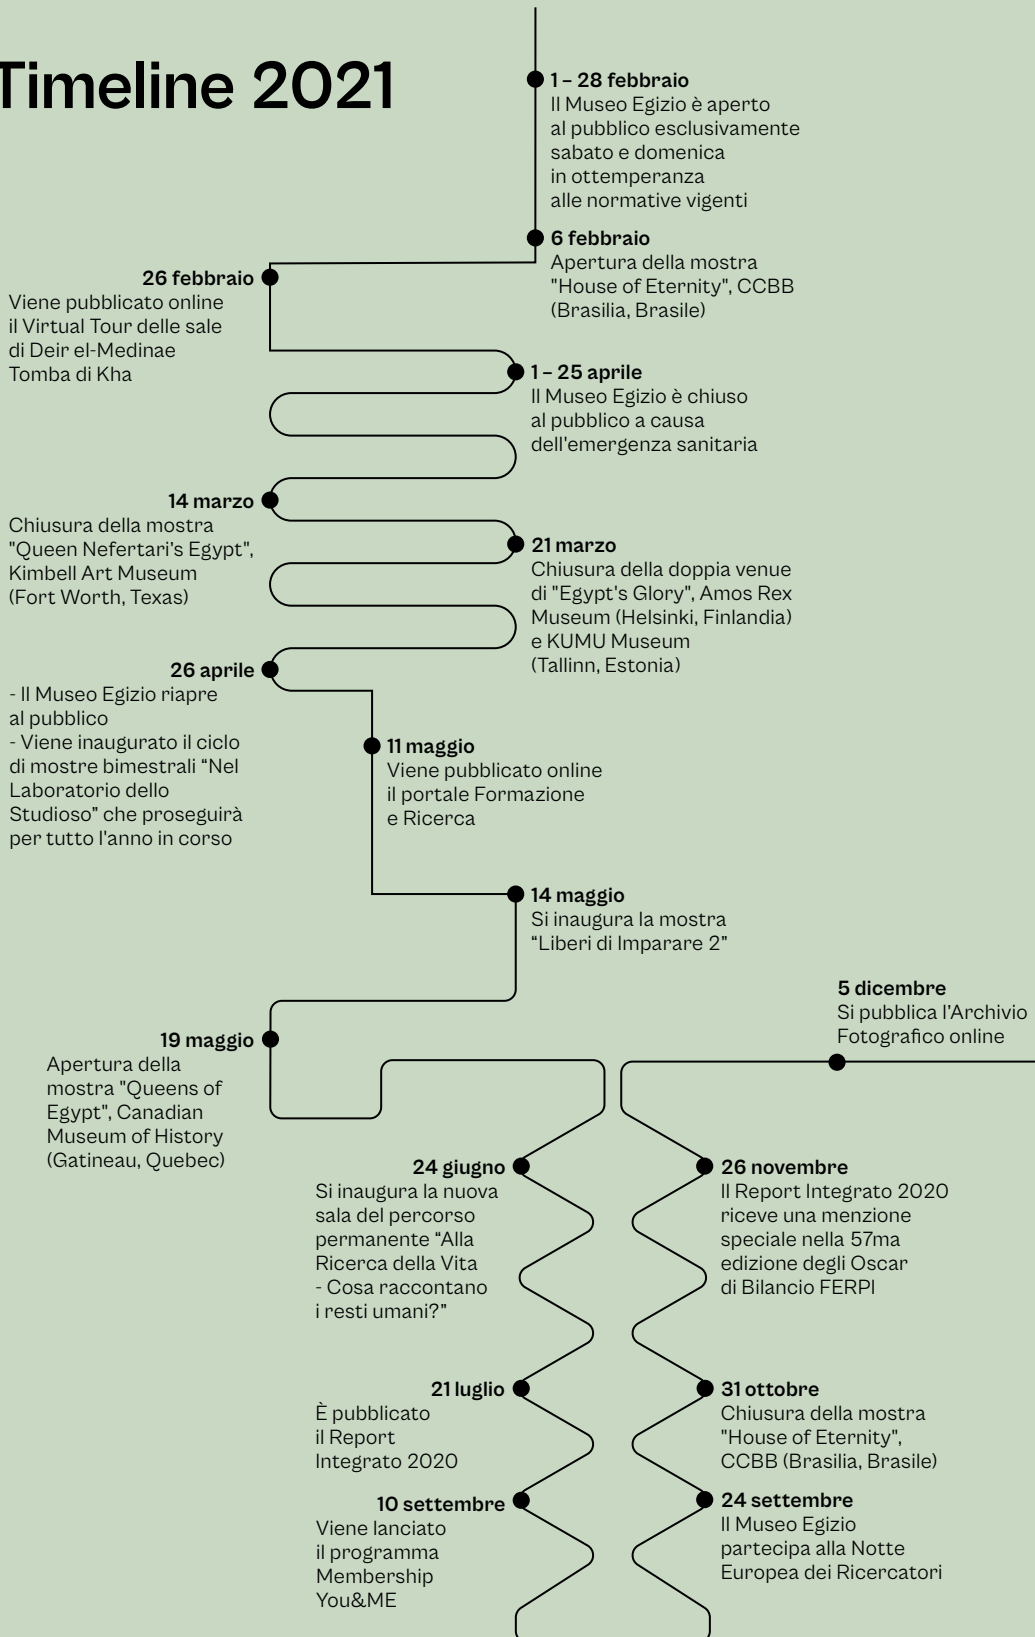 Timeline 2021
1 – 28 febbraio
Il Museo Egizio è aperto
al pubblico esclusivamente
sabato e domenica
in ottemperanza
alle normative vigenti
6 febbraio
Apertura della mostra
"House of Eternity", CCBB
(Brasilia, Brasile)
26 febbraio
Viene pubblicato online
il Virtual Tour delle sale
di Deir el-Medinae
Tomba di Kha
1 – 25 aprile
Il Museo Egizio è chiuso
al pubblico a causa
dell'emergenza sanitaria
14 marzo
Chiusura della mostra
"Queen Nefertari's Egypt",
Kimbell Art Museum
(Fort Worth, Texas)
21 marzo
Chiusura della doppia venue
di "Egypt's Glory", Amos Rex
Museum (Helsinki, Finlandia)
e KUMU Museum
(Tallinn, Estonia)
26 aprile
- Il Museo Egizio riapre
al pubblico
- Viene inaugurato il ciclo
di mostre bimestrali “Nel
Laboratorio dello
Studioso” che proseguirà
per tutto l'anno in corso
11 maggio
Viene pubblicato online
il portale Formazione
e Ricerca
14 maggio
Si inaugura la mostra
“Liberi di Imparare 2”
19 maggio
Apertura della
mostra "Queens of
Egypt", Canadian
Museum of History
(Gatineau, Quebec)
24 giugno
Si inaugura la nuova
sala del percorso
permanente “Alla
Ricerca della Vita
- Cosa raccontano
i resti umani?”
21 luglio
È pubblicato
il Report
Integrato 2020
10 settembre
Viene lanciato
il programma
Membership
You&ME
24 settembre
Il Museo Egizio
partecipa alla Notte
Europea dei Ricercatori
31 ottobre
Chiusura della mostra
"House of Eternity",
CCBB (Brasilia, Brasile)
26 novembre
Il Report Integrato 2020
riceve una menzione
speciale nella 57ma
edizione degli Oscar
di Bilancio FERPI
5 dicembre
Si pubblica l'Archivio
Fotografico online